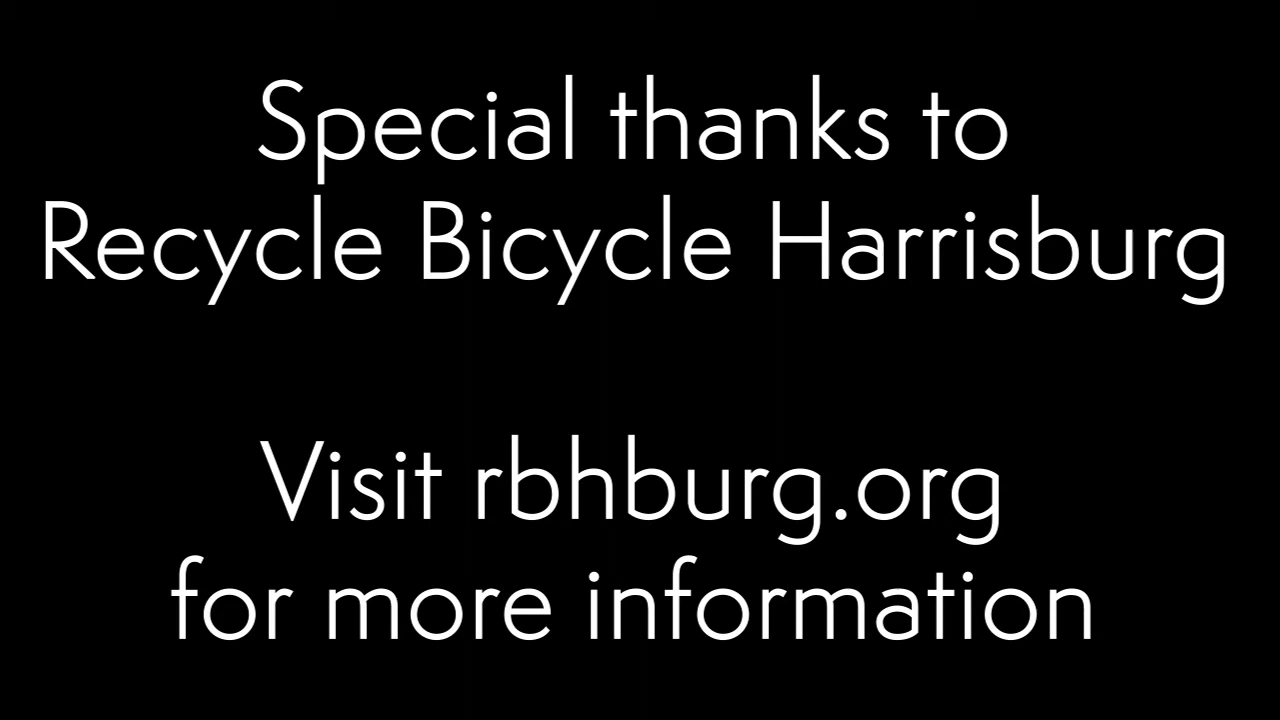 Special thanks to
Recycle Bicycle Harrisburg
Visit rbhburg.org
for more information